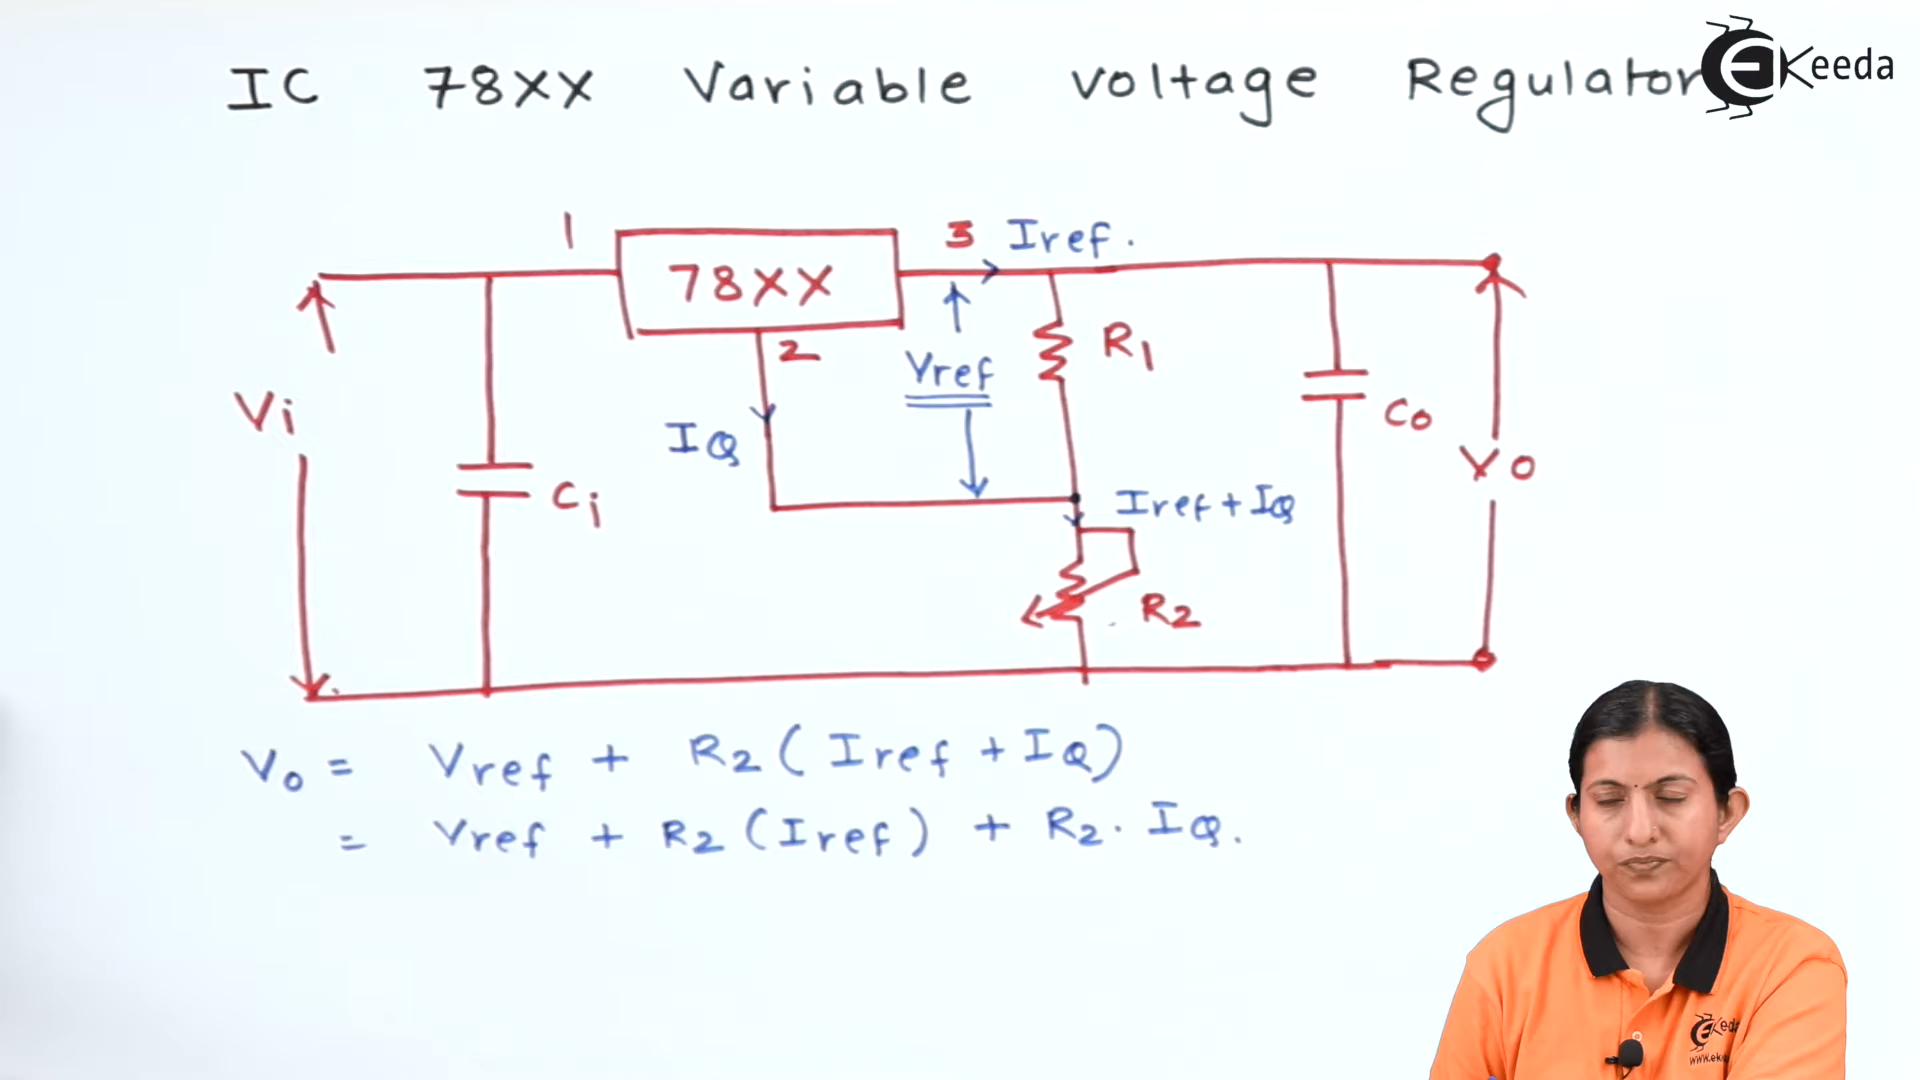 IC 78XX Variable Voltage Regulator
EKeeda
1
78XX
3
Iref.
2
Vref
R1
Vi
IQ
Ci
Co
Vo
Iref + IQ
R2
Vo = Vref + R2 (Iref + IQ)
= Vref + R2 (Iref) + R2 . IQ.